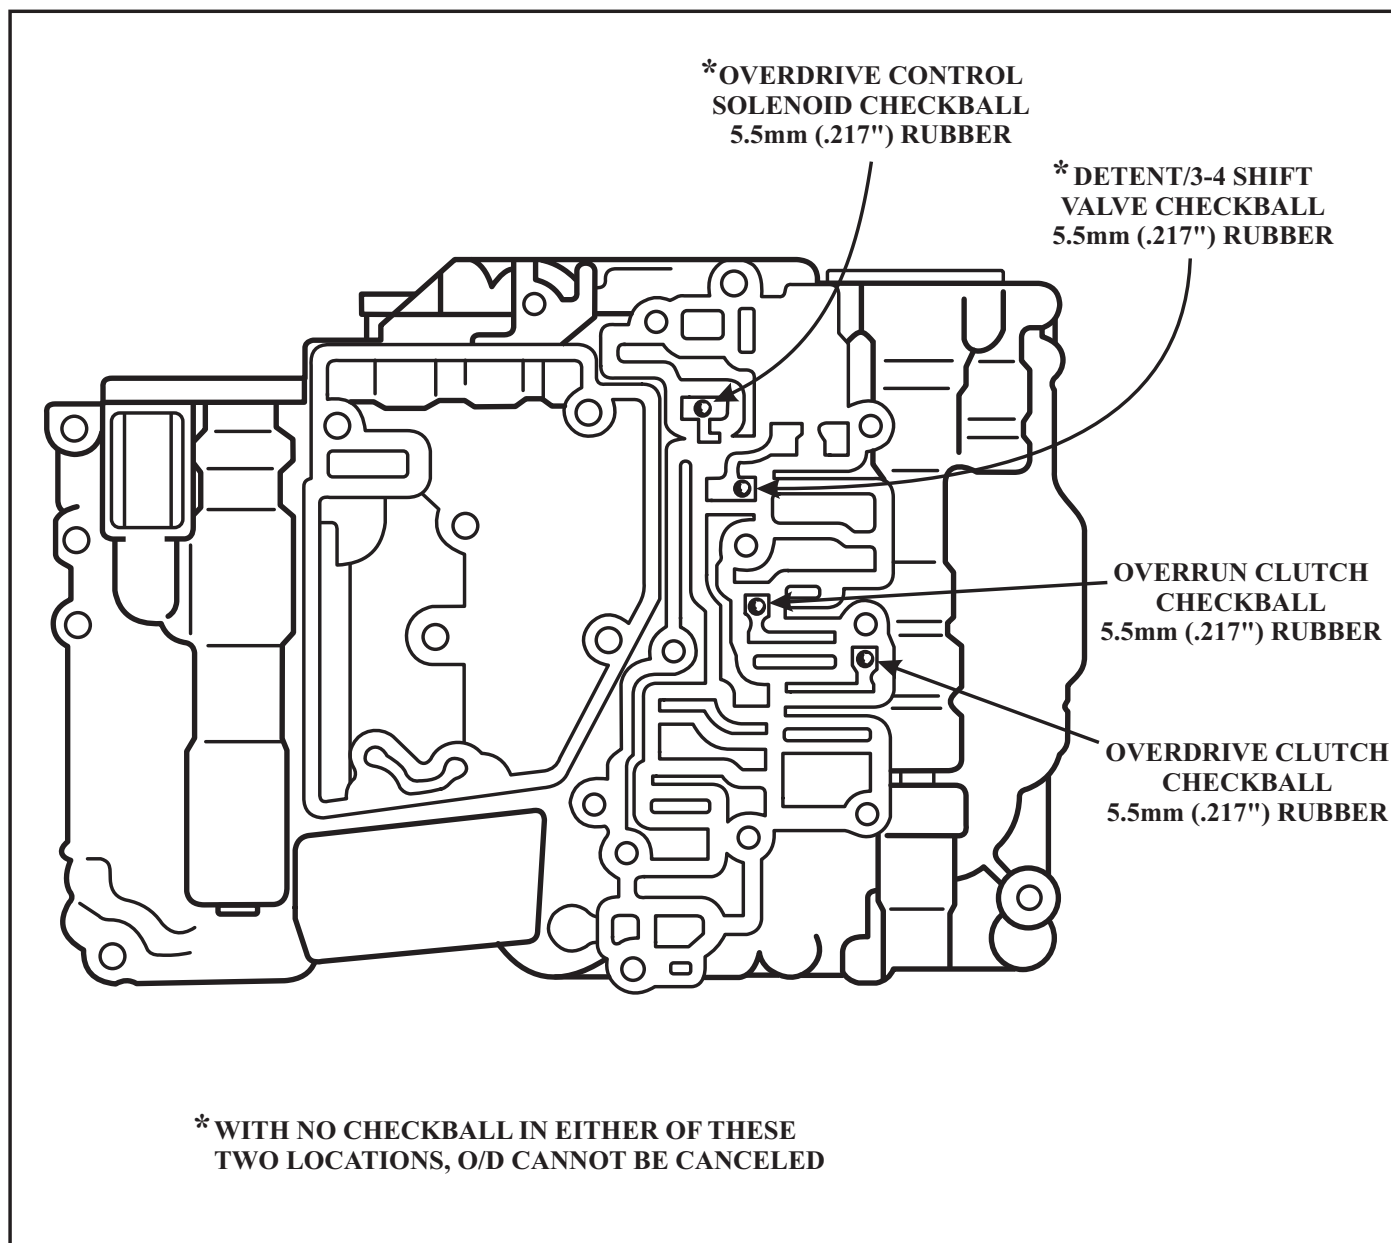 *OVERDRIVE CONTROL
SOLENOID CHECKBALL
5.5mm (.217") RUBBER
*DETENT/3-4 SHIFT
VALVE CHECKBALL
5.5mm (.217") RUBBER
OVERRUN CLUTCH
CHECKBALL
5.5mm (.217") RUBBER
OVERDRIVE CLUTCH
CHECKBALL
5.5mm (.217") RUBBER
*WITH NO CHECKBALL IN EITHER OF THESE
TWO LOCATIONS, O/D CANNOT BE CANCELED